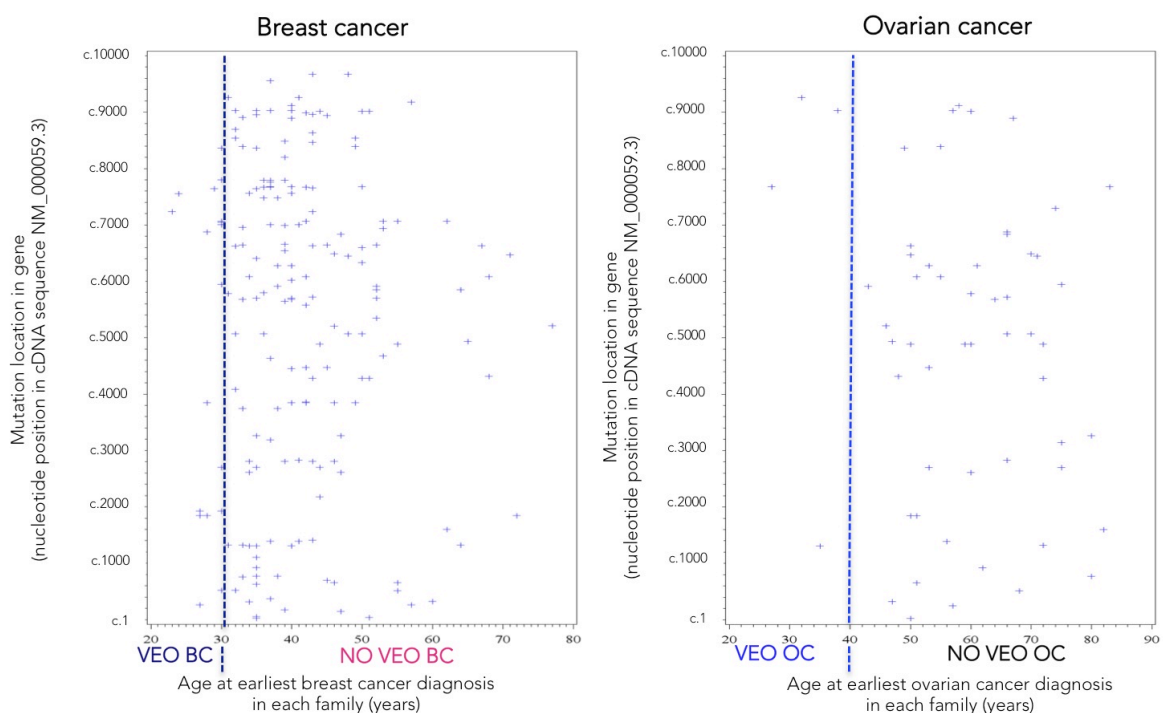 Breast cancer
Mutation location in gene
(nucleotide position in cDNA sequence NM_000059.3)
c.10000
c.9000
c.8000
c.7000
c.6000
c.5000
c.4000
c.3000
c.2000
c.1000
c.1
20 30 40 50 60 70 80
VEO BC NO VEO BC
Age at earliest breast cancer diagnosis
in each family (years)
Ovarian cancer
Mutation location in gene
(nucleotide position in cDNA sequence NM_000059.3)
c.10000
c.9000
c.8000
c.7000
c.6000
c.5000
c.4000
c.3000
c.2000
c.1000
c.1
20 30 40 50 60 70 80 90
VEO OC NO VEO OC
Age at earliest ovarian cancer diagnosis
in each family (years)